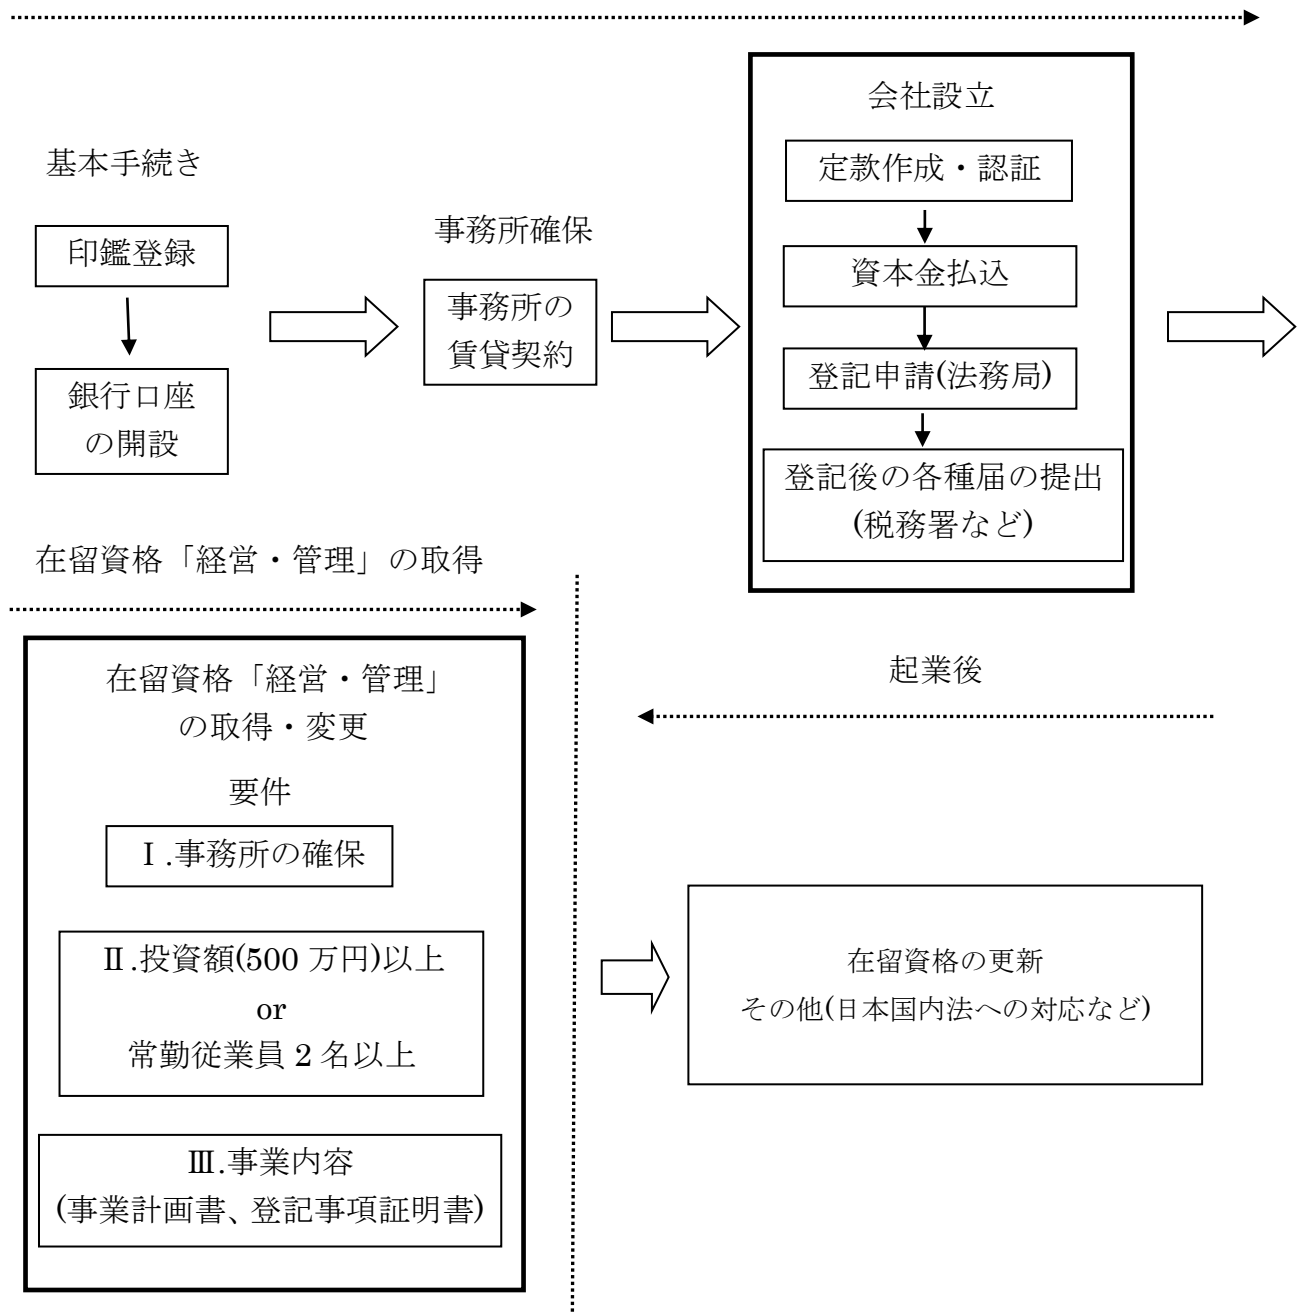 基本手続き
印鑑登録
銀行口座
の開設
事務所確保
事務所の
賃貸契約
会社設立
定款作成・認証
資本金払込
登記申請(法務局)
登記後の各種届の提出
(税務署など)
在留資格「経営・管理」の取得
在留資格「経営・管理」
の取得・変更
要件
Ⅰ.事務所の確保
Ⅱ.投資額(500 万円)以上
or
常勤従業員 2 名以上
Ⅲ.事業内容
(事業計画書、登記事項証明書)
起業後
在留資格の更新
その他(日本国内法への対応など)